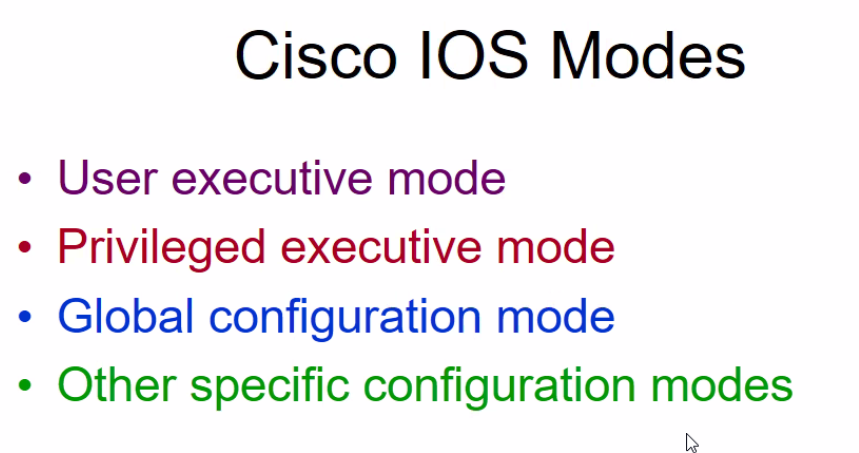 Cisco IOS Modes
• User executive mode
• Privileged executive mode
• Global configuration mode
• Other specific configuration modes